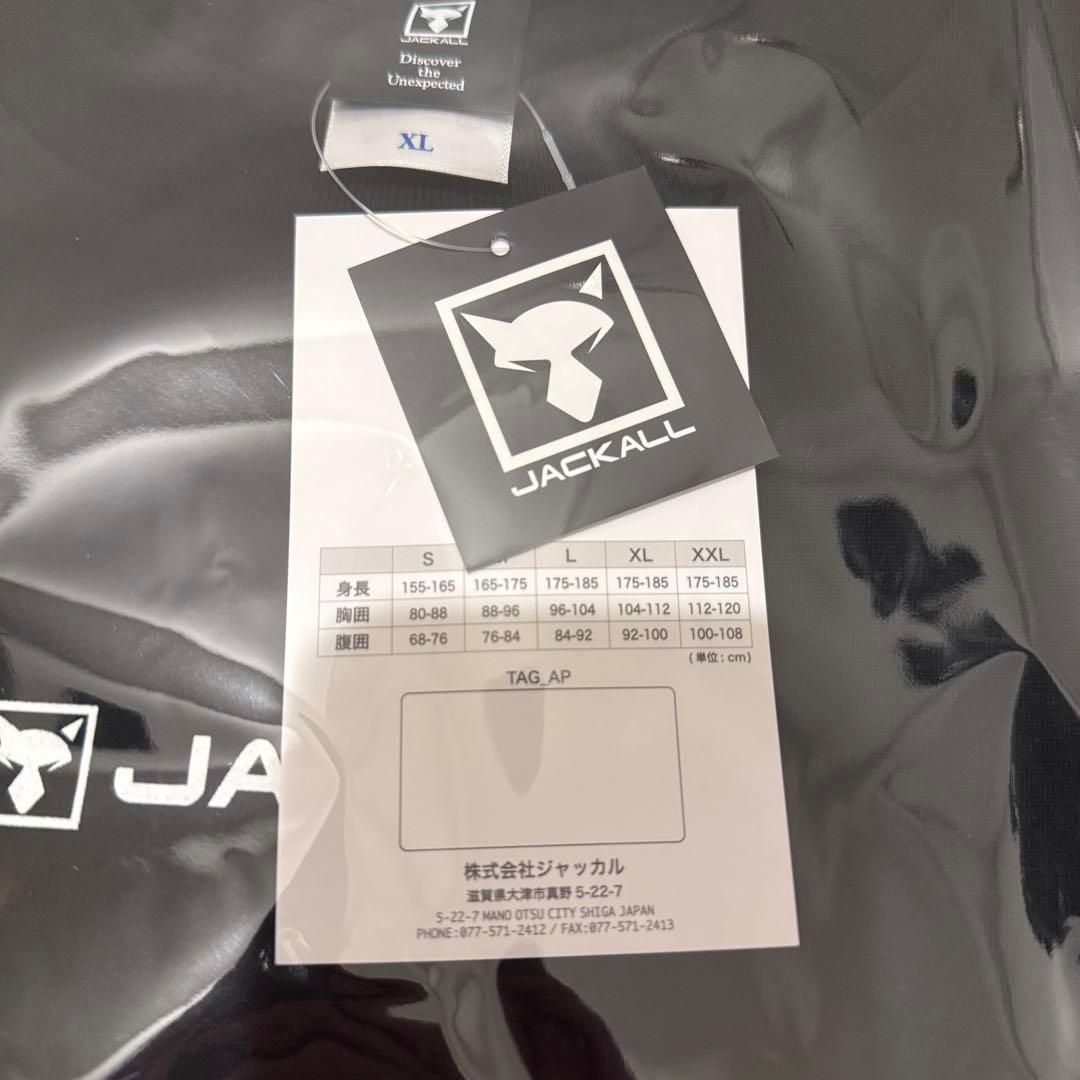 JACKALL
Discover
the
Unexpected
XL
JACKALL
S L XL XXL
身長 155-165 165-175 175-185 175-185 175-185
胸囲 80-88 88-96 96-104 104-112 112-120
腹囲 68-76 76-84 84-92 92-100 100-108
(単位：cm)
TAG_AP
JA
株式会社ジャッカル
滋賀県大津市真野 5-22-7
5-22-7 MANO OTSU CITY SHIGA JAPAN
PHONE:077-571-2412 / FAX:077-571-2413